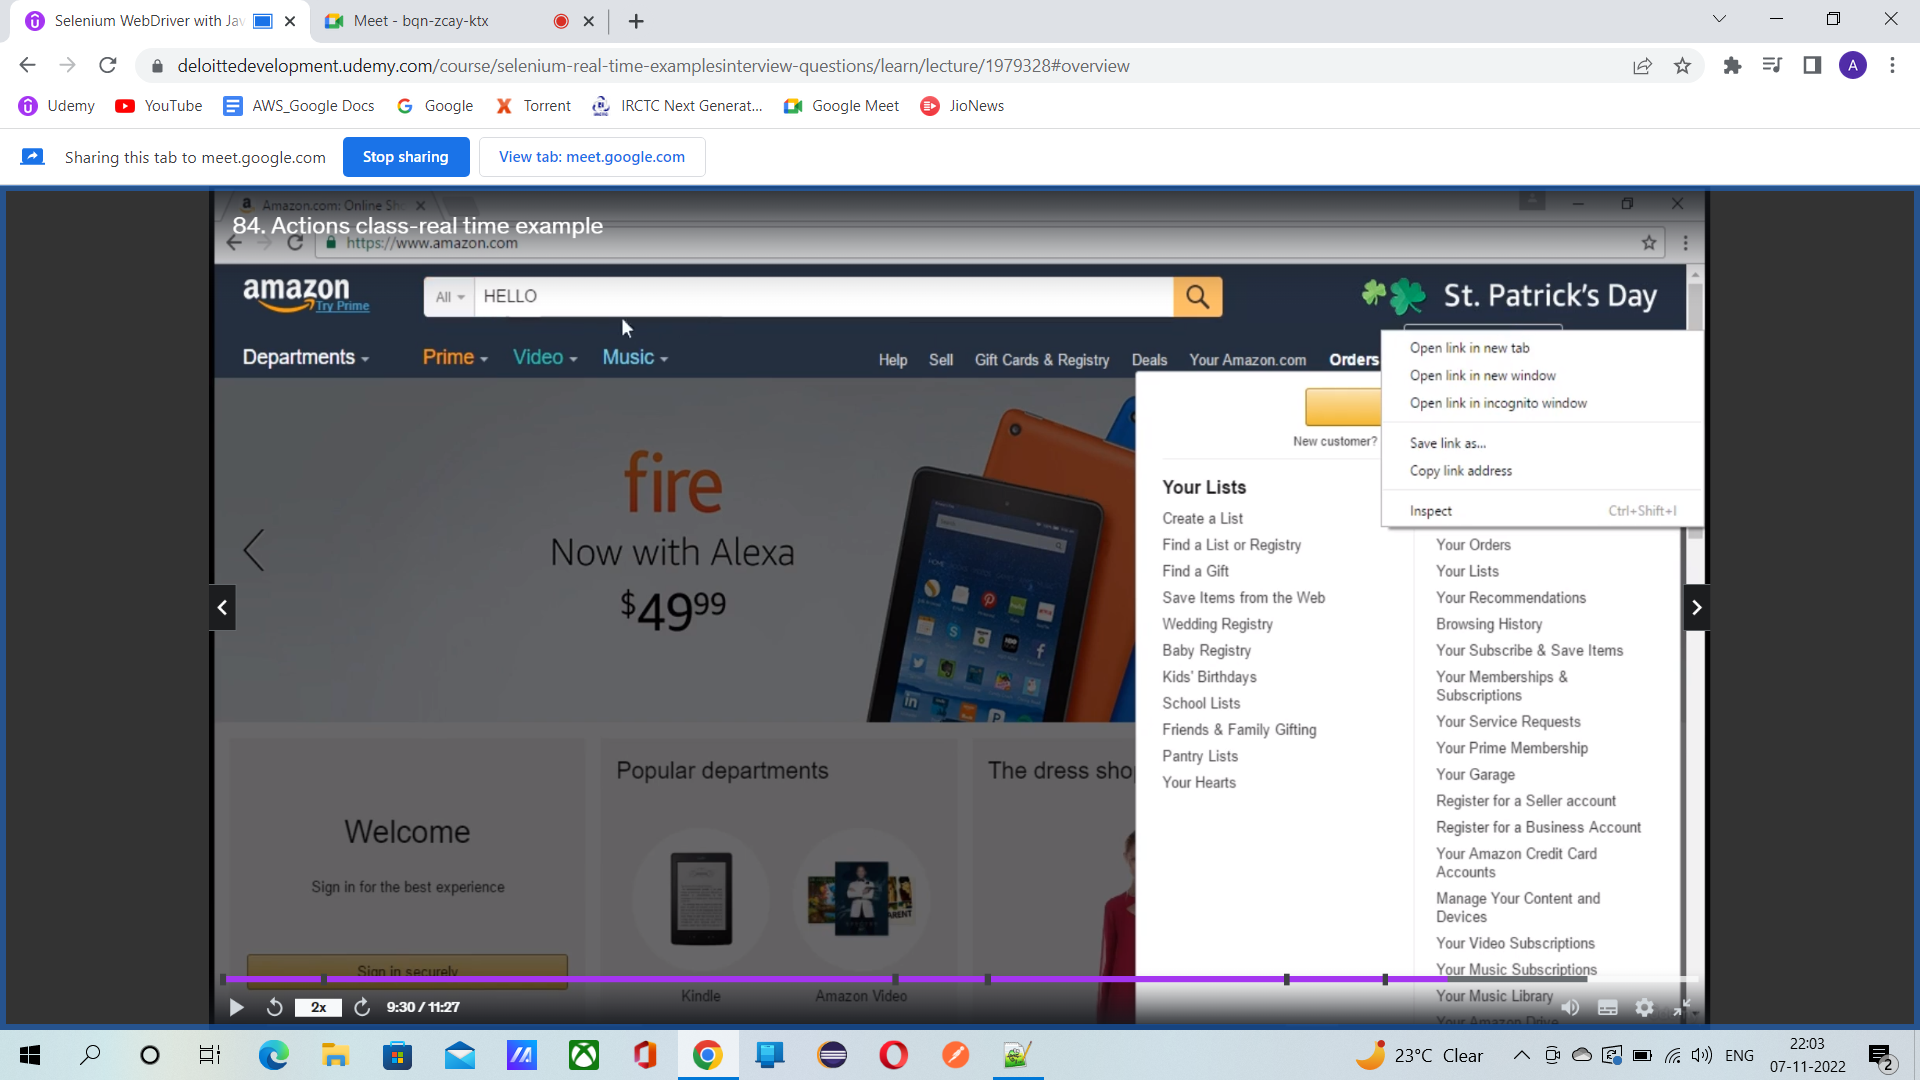 Selenium WebDriver with Jav
Meet - bqn-zcay-ktx
deloittedevelopment.udemy.com/course/selenium-real-time-examplesinterview-questions/learn/lecture/1979328#overview
A
Udemy
YouTube
AWS_Google Docs
Google
Torrent
IRCTC Next Generat...
Google Meet
JioNews
Sharing this tab to meet.google.com
Stop sharing
View tab: meet.google.com
Amazon.com: Online Sho
84. Actions class-real time example
https://www.amazon.com
amazon
Try Prime
All
HELLO
St. Patrick's Day
Departments
Prime
Video
Music
Help
Sell
Gift Cards & Registry
Deals
Your Amazon.com
Orders
Open link in new tab
Open link in new window
Open link in incognito window
Save link as...
Copy link address
Inspect
Ctrl+Shift+I
New customer?
fire
Now with Alexa
$49 99
Your Lists
Create a List
Find a List or Registry
Find a Gift
Save Items from the Web
Wedding Registry
Baby Registry
Kids' Birthdays
School Lists
Friends & Family Gifting
Pantry Lists
Your Hearts
Your Orders
Your Lists
Your Recommendations
Browsing History
Your Subscribe & Save Items
Your Memberships &
Subscriptions
Your Service Requests
Your Prime Membership
Your Garage
Register for a Seller account
Register for a Business Account
Your Amazon Credit Card
Accounts
Manage Your Content and
Devices
Your Video Subscriptions
Your Music Subscriptions
Your Music Library
Your Amazon Drive
Welcome
Sign in for the best experience
Sign in securely
Popular departments
Kindle
Amazon Video
The dress sho
2x
9:30 / 11:27
23°C Clear
ENG
22:03
07-11-2022
2